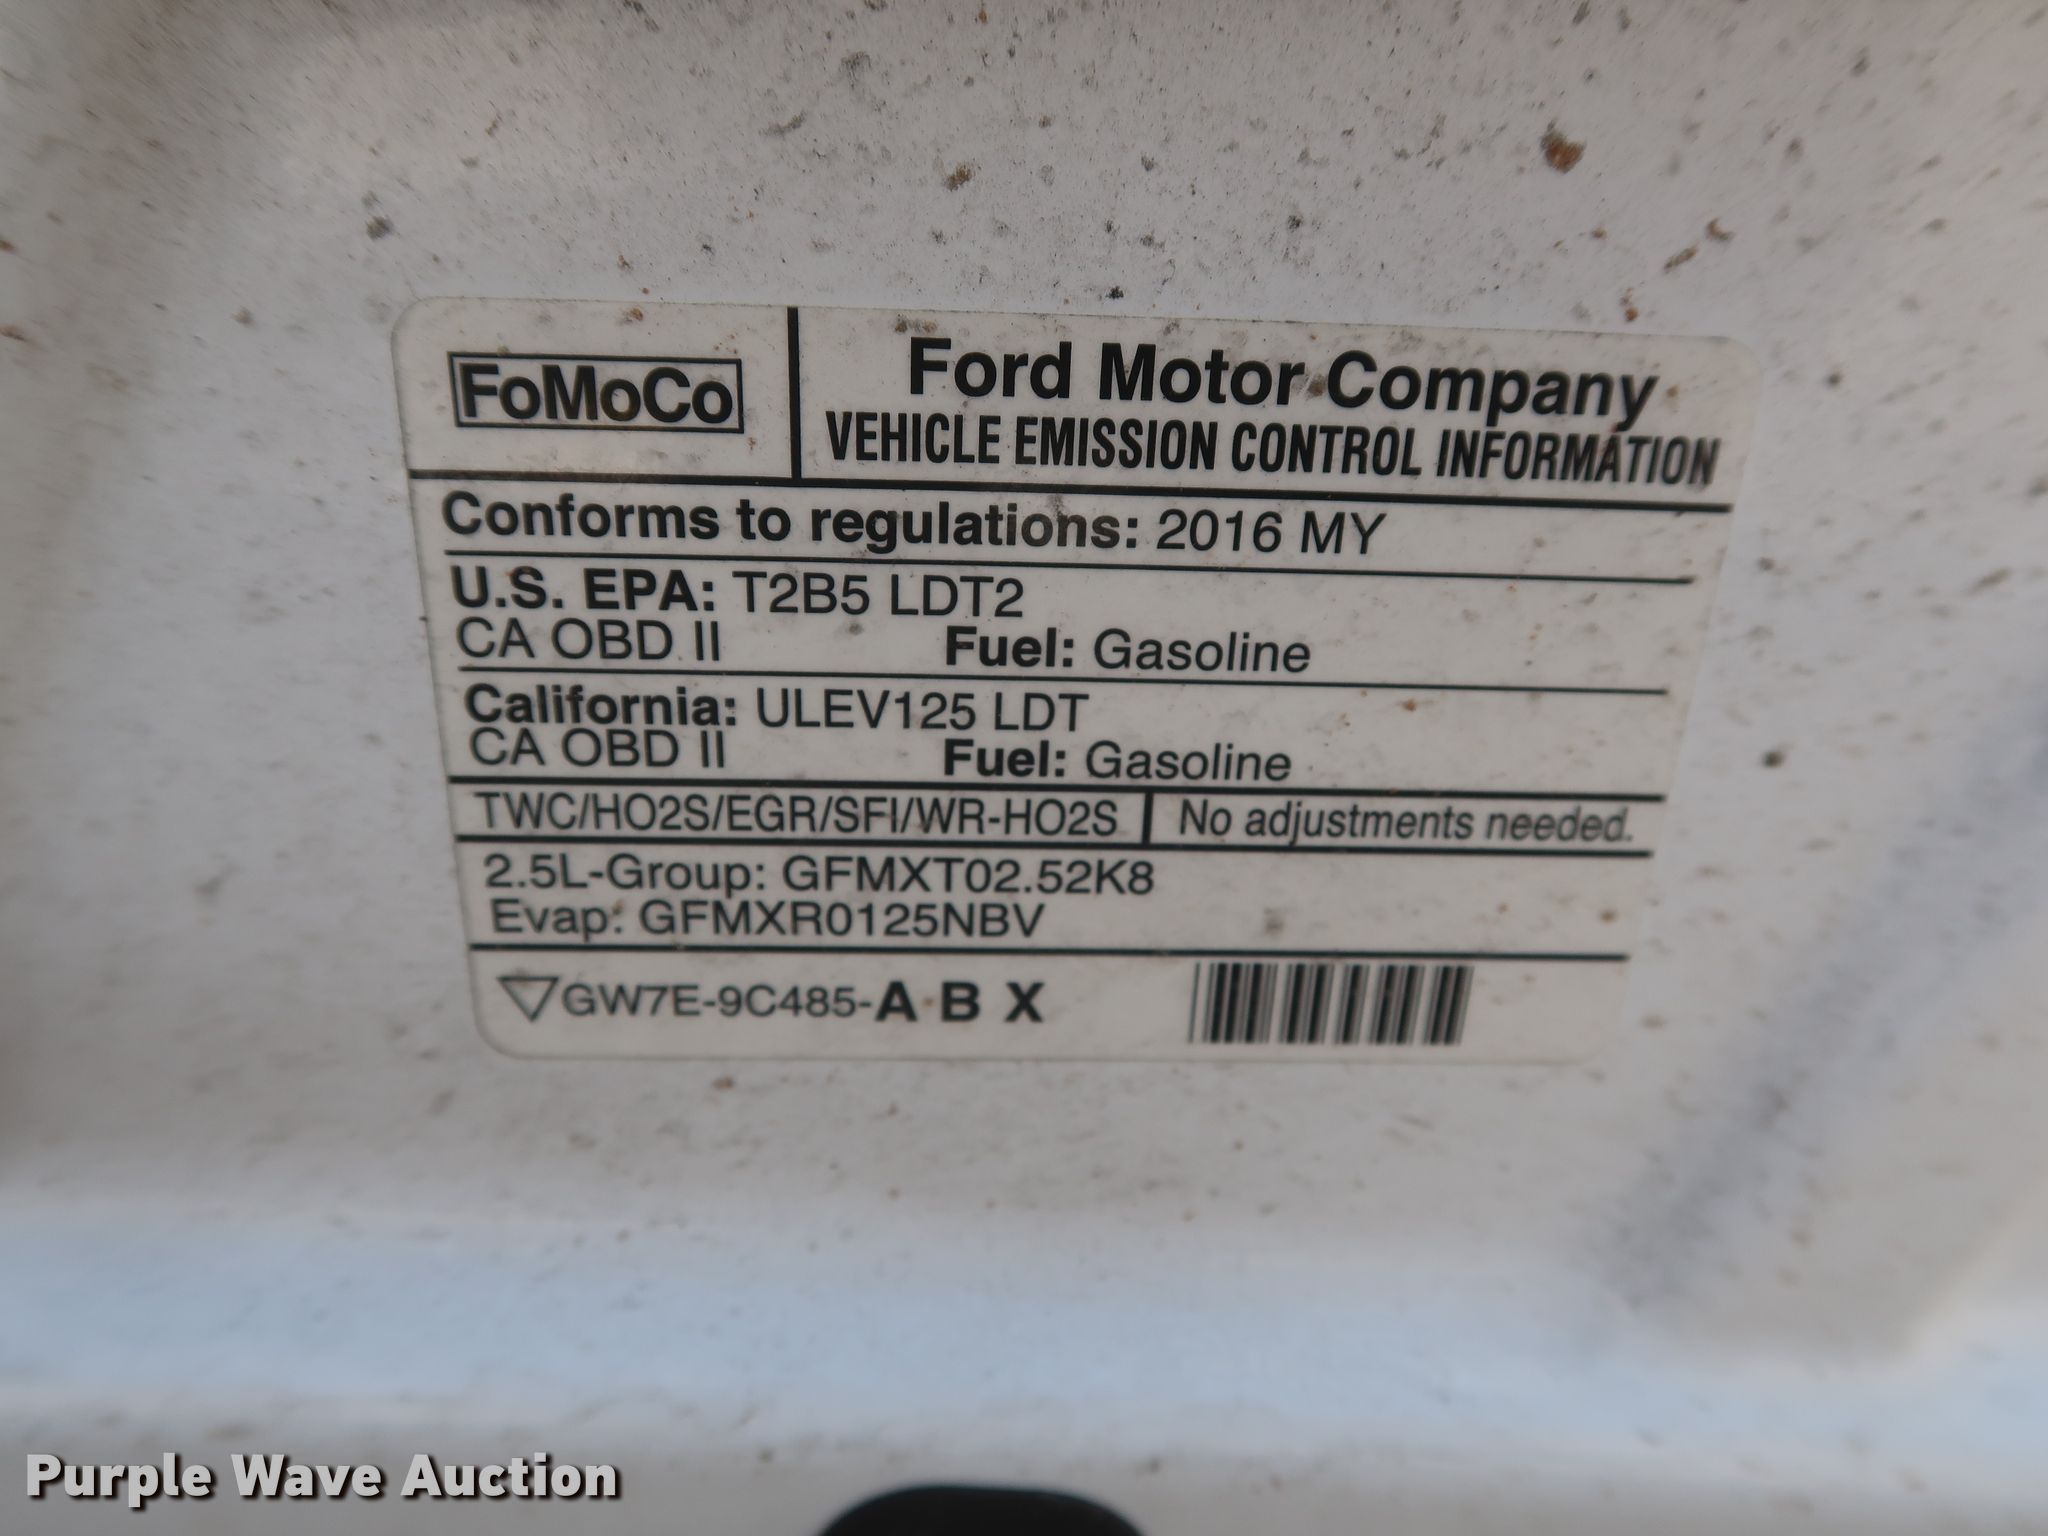 FoMoCo
Ford Motor Company
VEHICLE EMISSION CONTROL INFORMATION
Conforms to regulations: 2016 MY
U.S. EPA: T2B5 LDT2
CA OBD II Fuel: Gasoline
California: ULEV125 LDT
CA OBD II Fuel: Gasoline
TWC/HO2S/EGR/SFI/WR-HO2S No adjustments needed.
2.5L-Group: GFMXT02.52K8
Evap: GFMXR0125NBV
GW7E-9C485-A B X
Purple Wave Auction